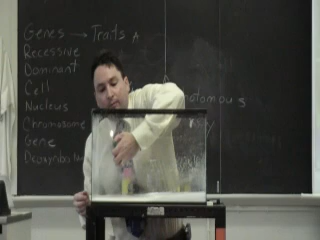 Genes → Traits A
Recessive
Dominant
Cell
Nucleus
Chromosome
Gene